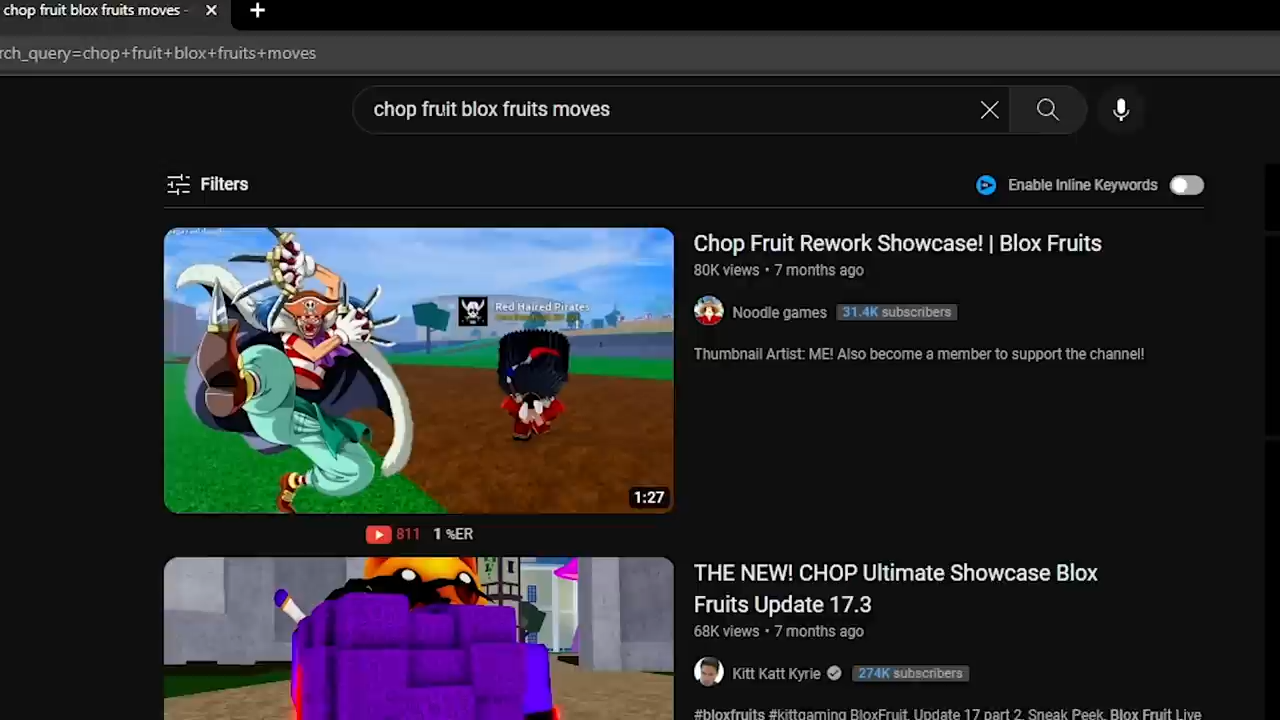 chop fruit blox fruits moves -
rch_query=chop+fruit+blox+fruits+moves
chop fruit blox fruits moves
Filters
Enable Inline Keywords
Red Haired Pirates
1:27
811 1 %ER
Chop Fruit Rework Showcase! | Blox Fruits
80K views • 7 months ago
Noodle games 31.4K subscribers
Thumbnail Artist: ME! Also become a member to support the channel!
THE NEW! CHOP Ultimate Showcase Blox
Fruits Update 17.3
68K views • 7 months ago
Kitt Katt Kyrie 274K subscribers
#bloxfruits #kittgaming BloxFruit, Update 17 part 2, Sneak Peek, Blox Fruit Live